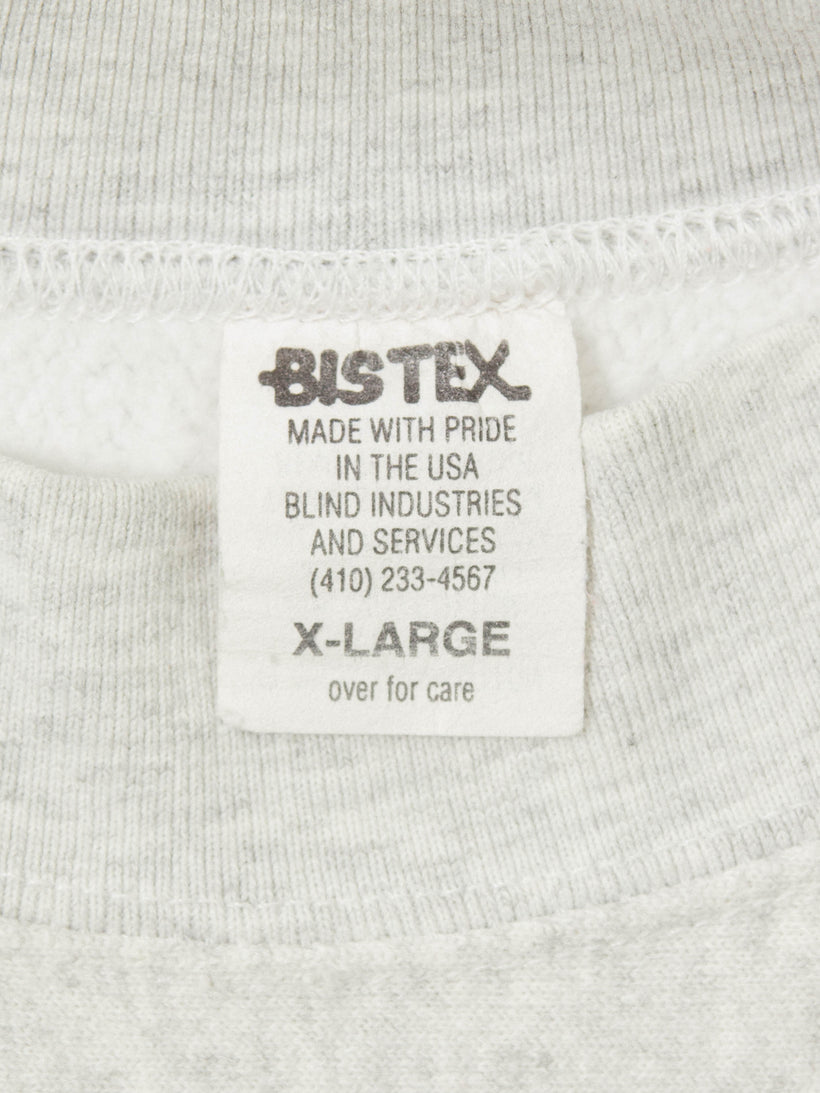 BISTEX
MADE WITH PRIDE
IN THE USA
BLIND INDUSTRIES
AND SERVICES
(410) 233-4567
X-LARGE
over for care